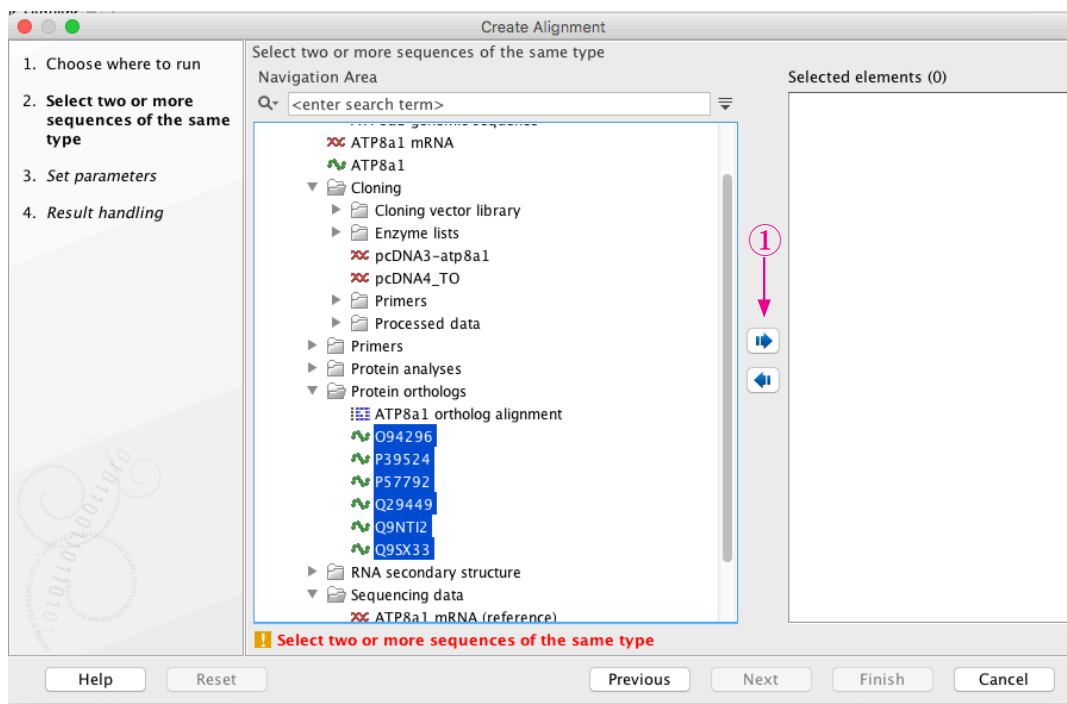 Create Alignment
1. Choose where to run
2. Select two or more
sequences of the same
type
3. Set parameters
4. Result handling
Select two or more sequences of the same type
Navigation Area
<enter search term>
ATP8a1 mRNA
ATP8a1
Cloning
Cloning vector library
Enzyme lists
pcDNA3-atp8a1
pcDNA4_TO
Primers
Processed data
Primers
Protein analyses
Protein orthologs
ATP8a1 ortholog alignment
O94296
P39524
P57792
Q29449
Q9NTI2
Q9SX33
RNA secondary structure
Sequencing data
ATP8a1 mRNA (reference)
Select two or more sequences of the same type
①
Selected elements (0)
Help
Reset
Previous
Next
Finish
Cancel